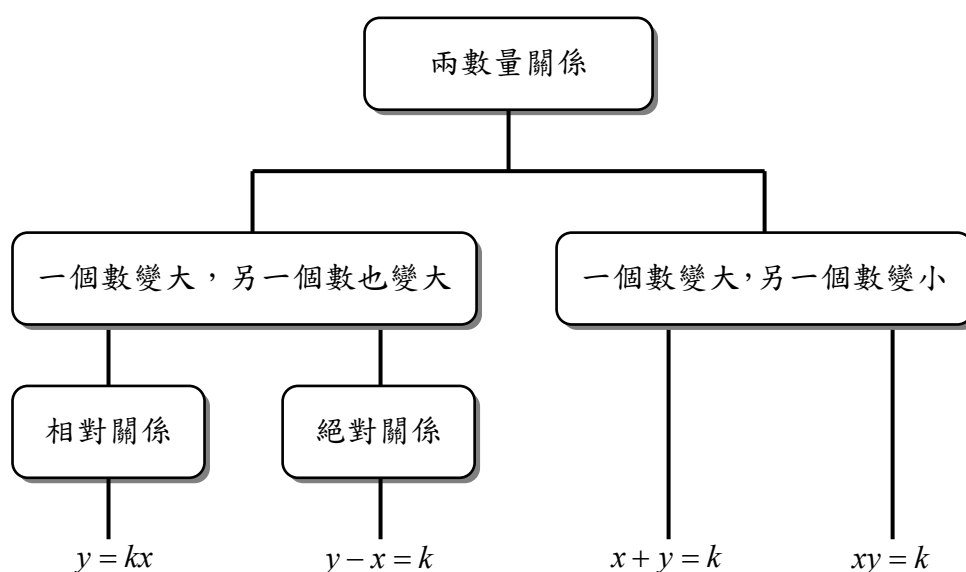 兩數量關係
一個數變大，另一個數也變大
一個數變大，另一個數變小
相對關係
絕對關係
y = kx
y − x = k
x + y = k
xy = k